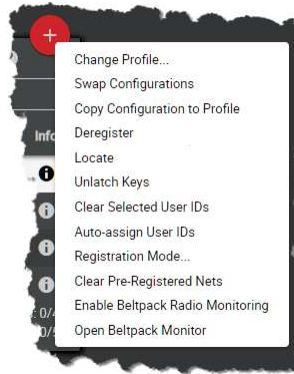 Change Profile...
Swap Configurations
Copy Configuration to Profile
Deregister
Info
Locate
Unlatch Keys
Clear Selected User IDs
Auto-assign User IDs
Registration Mode...
Clear Pre-Registered Nets
Enable Beltpack Radio Monitoring
Open Beltpack Monitor